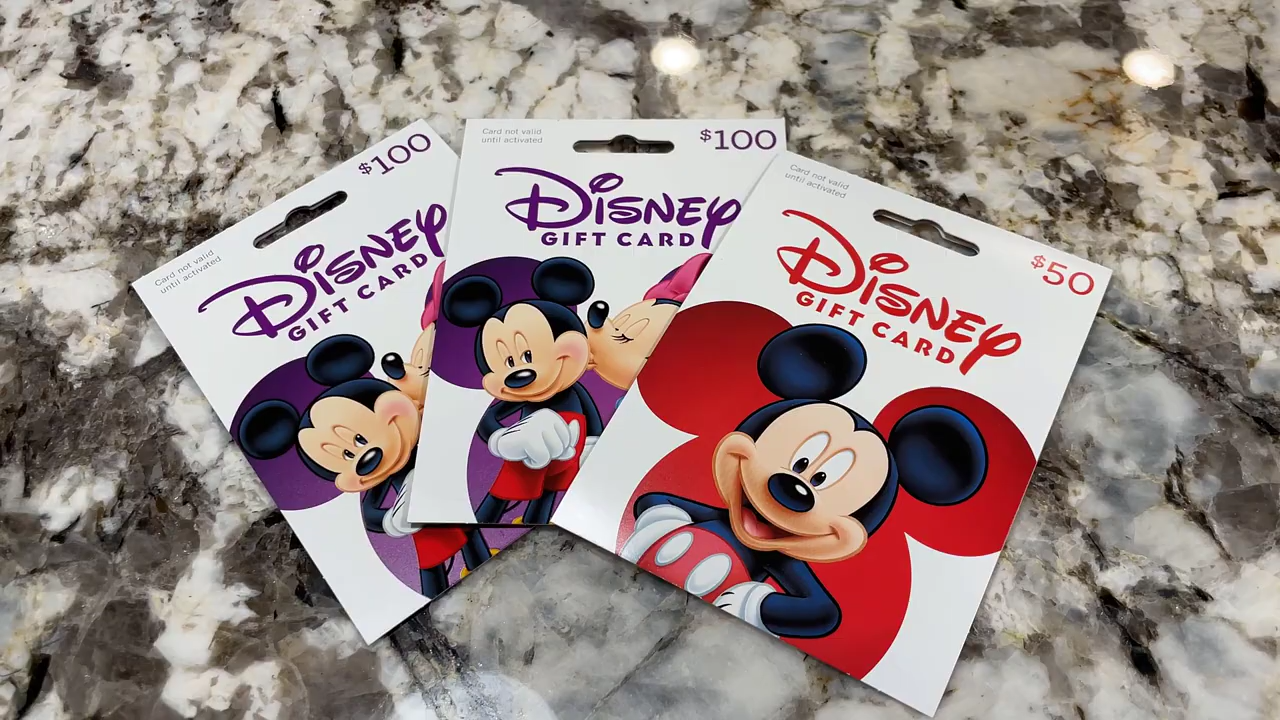 $100
Card not valid
until activated
Disney
GIFT CARD
Card not valid
until activated
$100
Disney
GIFT CARD
Card not valid
until activated
$50
Disney
GIFT CARD